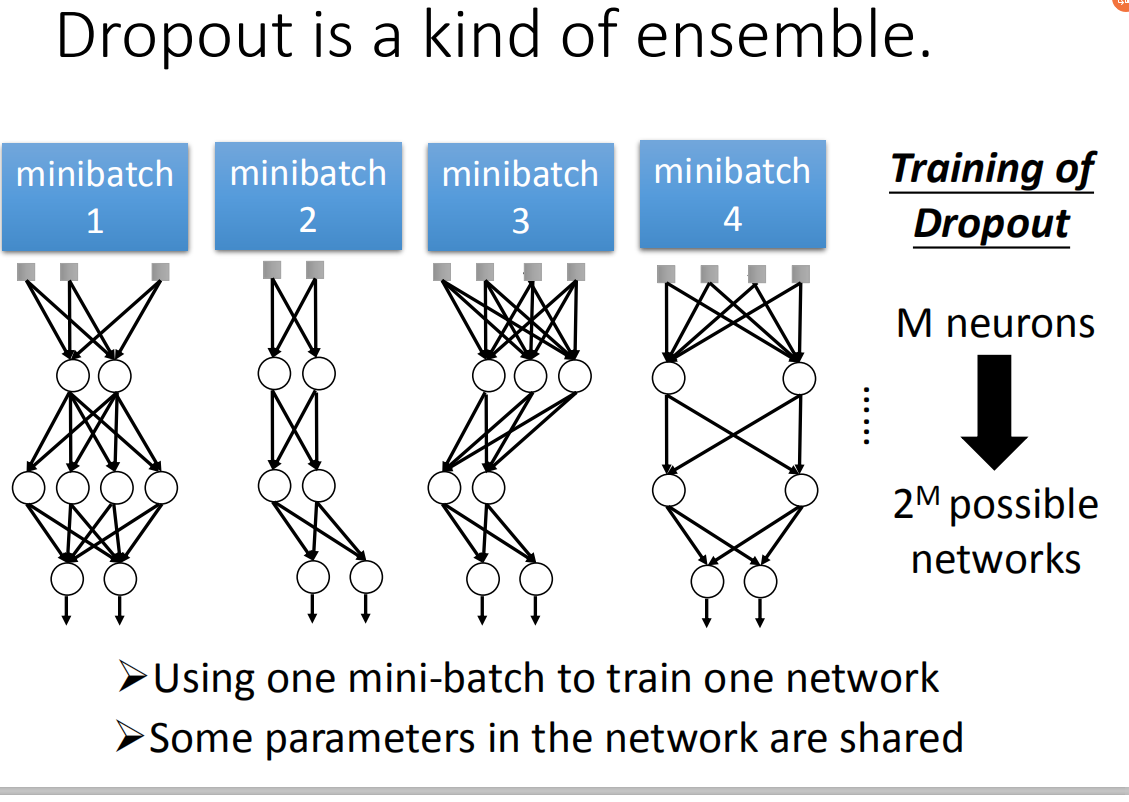 Dropout is a kind of ensemble.
minibatch
1
minibatch
2
minibatch
3
minibatch
4
Training of
Dropout
M neurons
......
2ᴹ possible
networks
➢Using one mini-batch to train one network
➢Some parameters in the network are shared